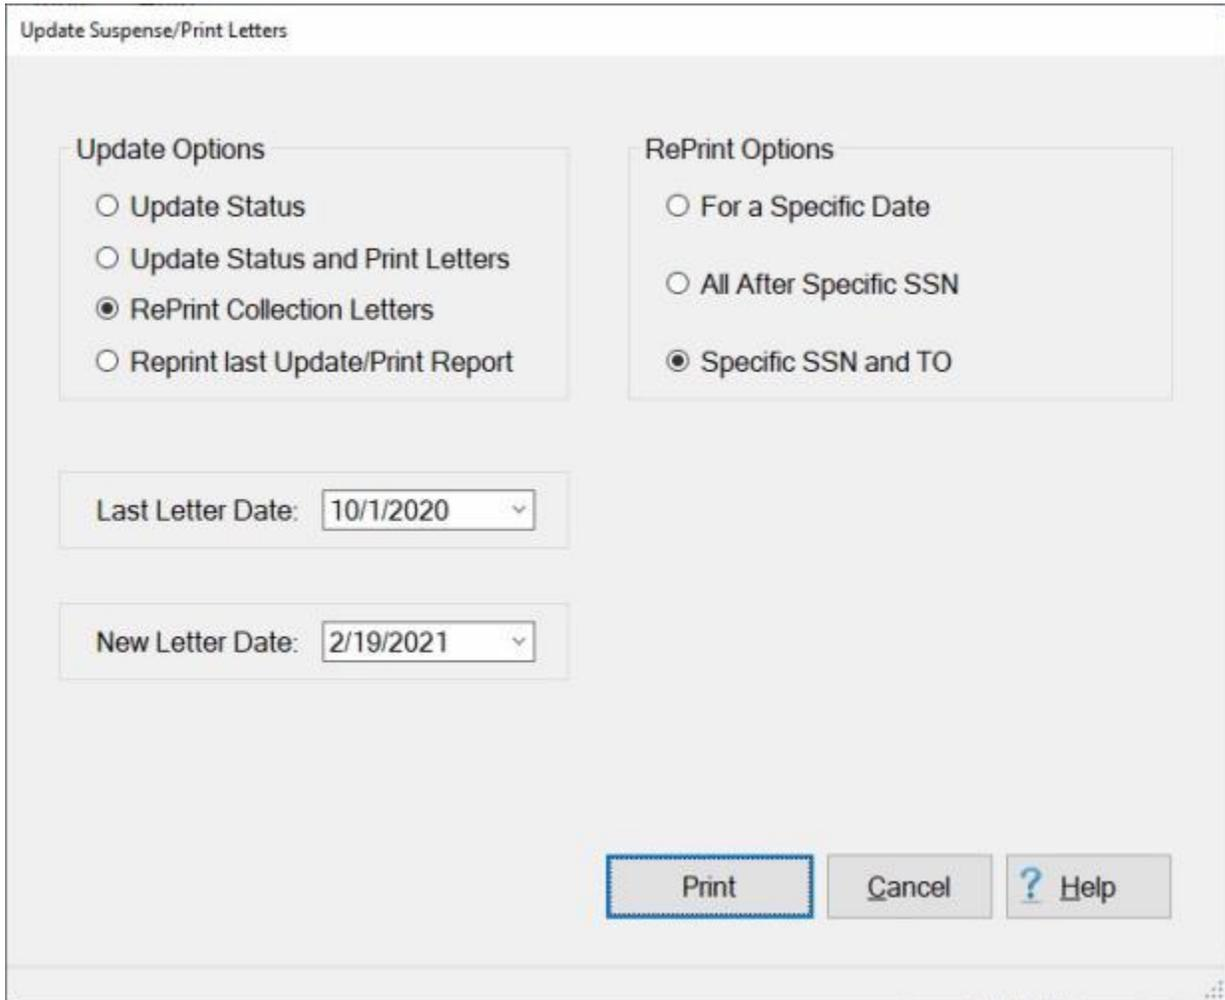 Update Suspense/Print Letters
Update Options
Update Status
Update Status and Print Letters
RePrint Collection Letters
Reprint last Update/Print Report
RePrint Options
For a Specific Date
All After Specific SSN
Specific SSN and TO
Last Letter Date: 10/1/2020
New Letter Date: 2/19/2021
Print Cancel ? Help